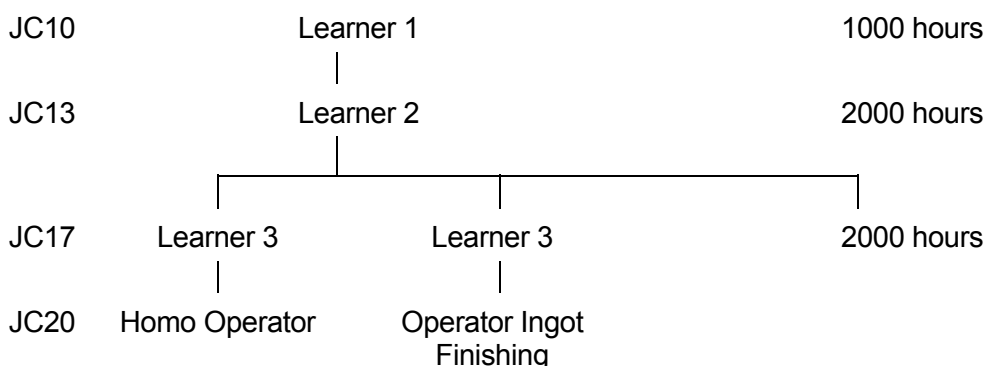 JC10 Learner 1 1000 hours
JC13 Learner 2 2000 hours
JC17 Learner 3 Learner 3 2000 hours
JC20 Homo Operator Operator Ingot
Finishing